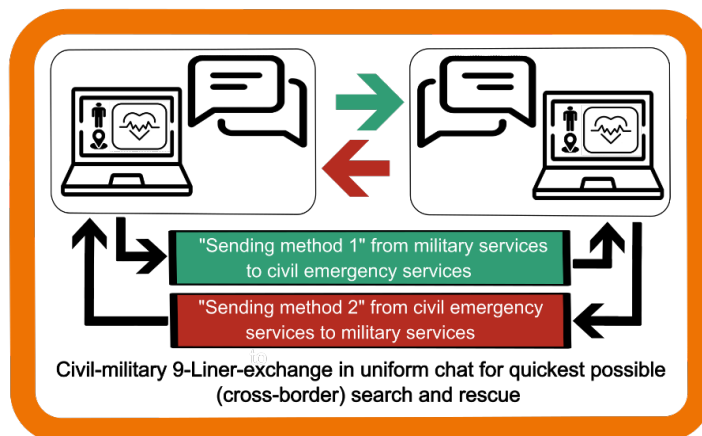 "Sending method 1" from military services
to civil emergency services
"Sending method 2" from civil emergency
services to military services
Civil-military 9-Liner-exchange in uniform chat for quickest possible
(cross-border) search and rescue